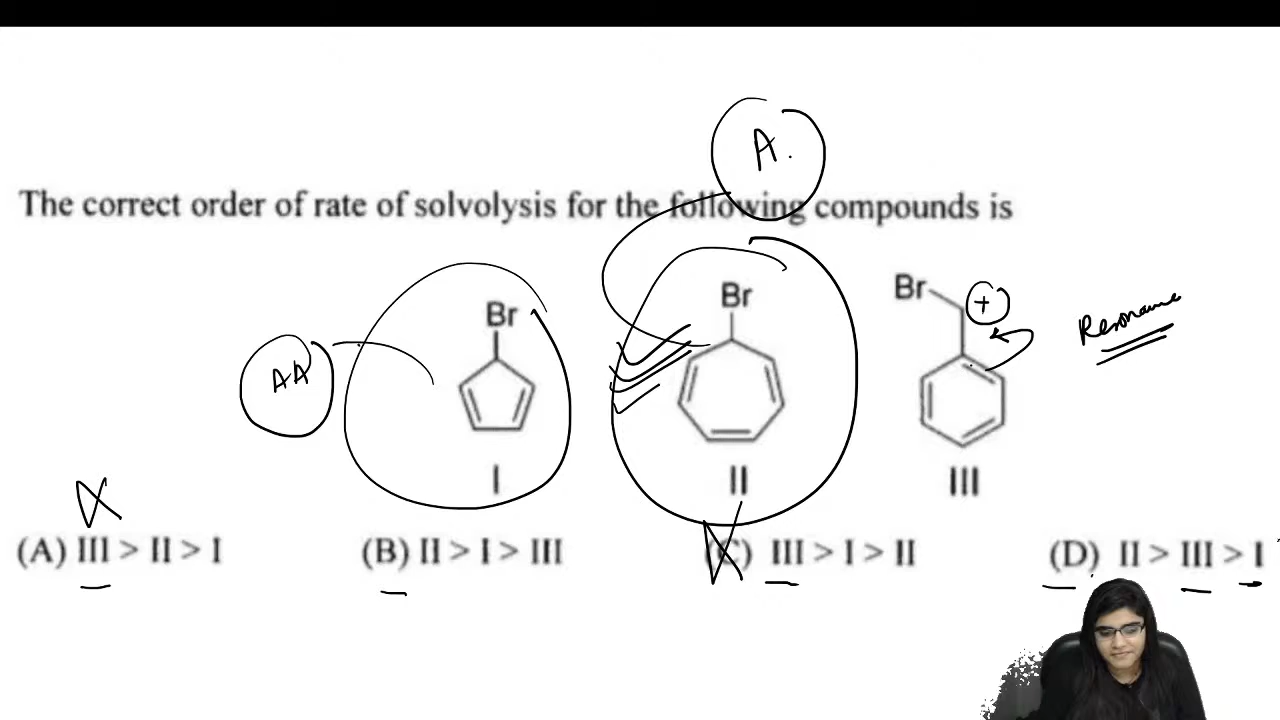 A.
The correct order of rate of solvolysis for the following compounds is
Br Br Br +
Resonance
AA
I II III
(A) III > II > I (B) II > I > III (C) III > I > II (D) II > III > I